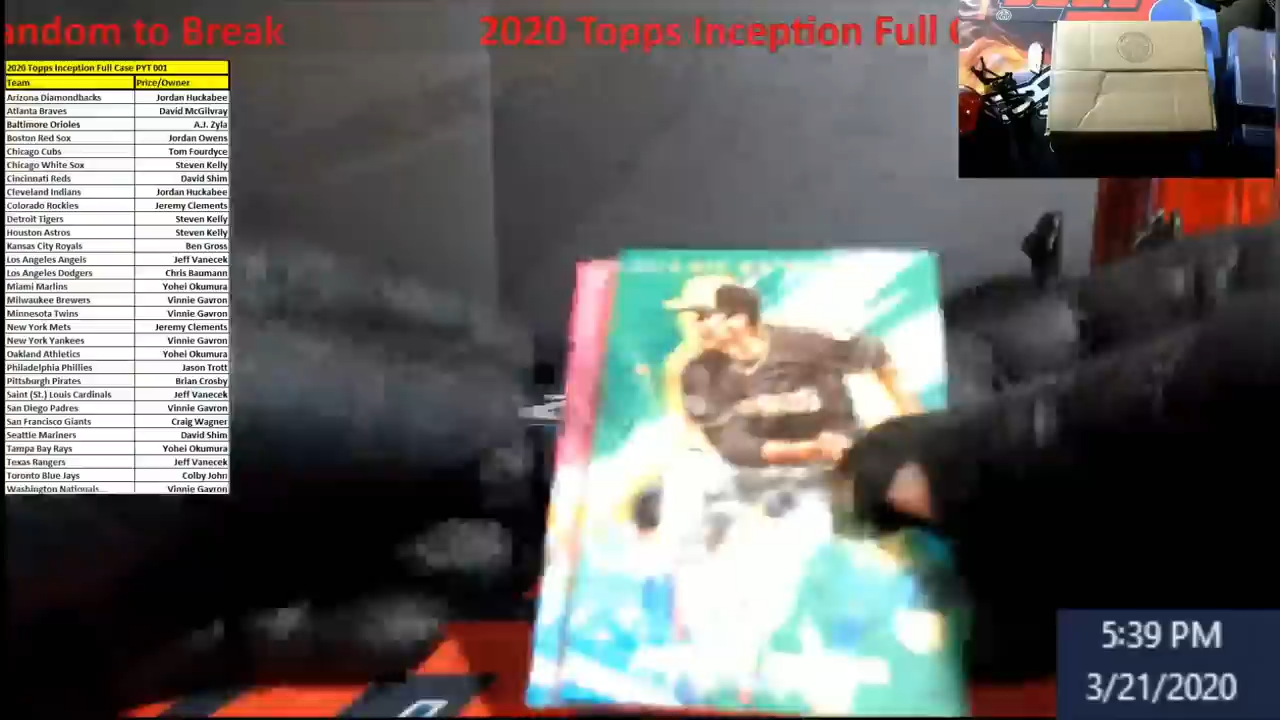 andom to Break 2020 Topps Inception Full
2020 Topps Inception Full Case PYT 001
Team Price/Owner
Arizona Diamondbacks Jordan Huckabee
Atlanta Braves David McGilvray
Baltimore Orioles A.J. Zyla
Boston Red Sox Jordan Owens
Chicago Cubs Tom Fourdyce
Chicago White Sox Steven Kelly
Cincinnati Reds David Shim
Cleveland Indians Jordan Huckabee
Colorado Rockies Jeremy Clements
Detroit Tigers Steven Kelly
Houston Astros Steven Kelly
Kansas City Royals Ben Gross
Los Angeles Angels Jeff Vanecek
Los Angeles Dodgers Chris Baumann
Miami Marlins Yohei Okumura
Milwaukee Brewers Vinnie Gavron
Minnesota Twins Vinnie Gavron
New York Mets Jeremy Clements
New York Yankees Vinnie Gavron
Oakland Athletics Yohei Okumura
Philadelphia Phillies Jason Trott
Pittsburgh Pirates Brian Crosby
Saint (St.) Louis Cardinals Jeff Vanecek
San Diego Padres Vinnie Gavron
San Francisco Giants Craig Wagner
Seattle Mariners David Shim
Tampa Bay Rays Yohei Okumura
Texas Rangers Jeff Vanecek
Toronto Blue Jays Colby John
Washington Nationals Vinnie Gavron
5:39 PM
3/21/2020